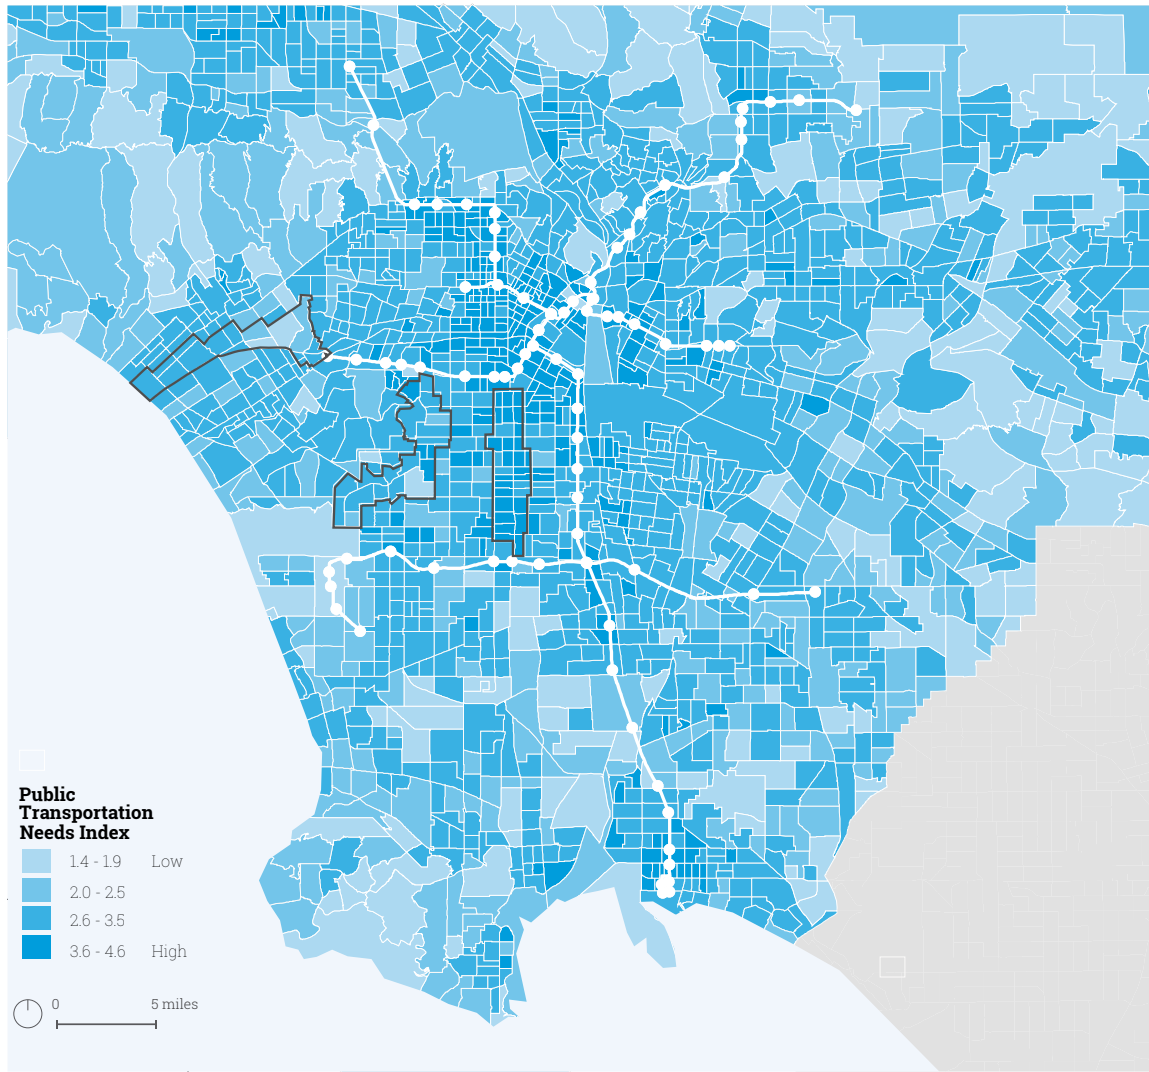 Public
Transportation
Needs Index
1.4 - 1.9 Low
2.0 - 2.5
2.6 - 3.5
3.6 - 4.6 High
0 5 miles